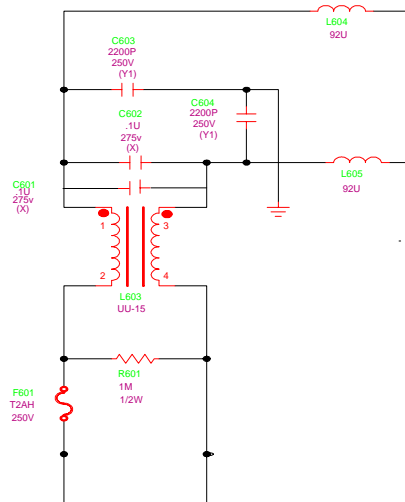 L604
92U
C603
2200P
250V
(Y1)
C602
.1U
275v
(X)
C604
2200P
250V
(Y1)
L605
92U
C601
.1U
275v
(X)
1
3
2
4
L603
UU-15
R601
1M
1/2W
F601
T2AH
250V